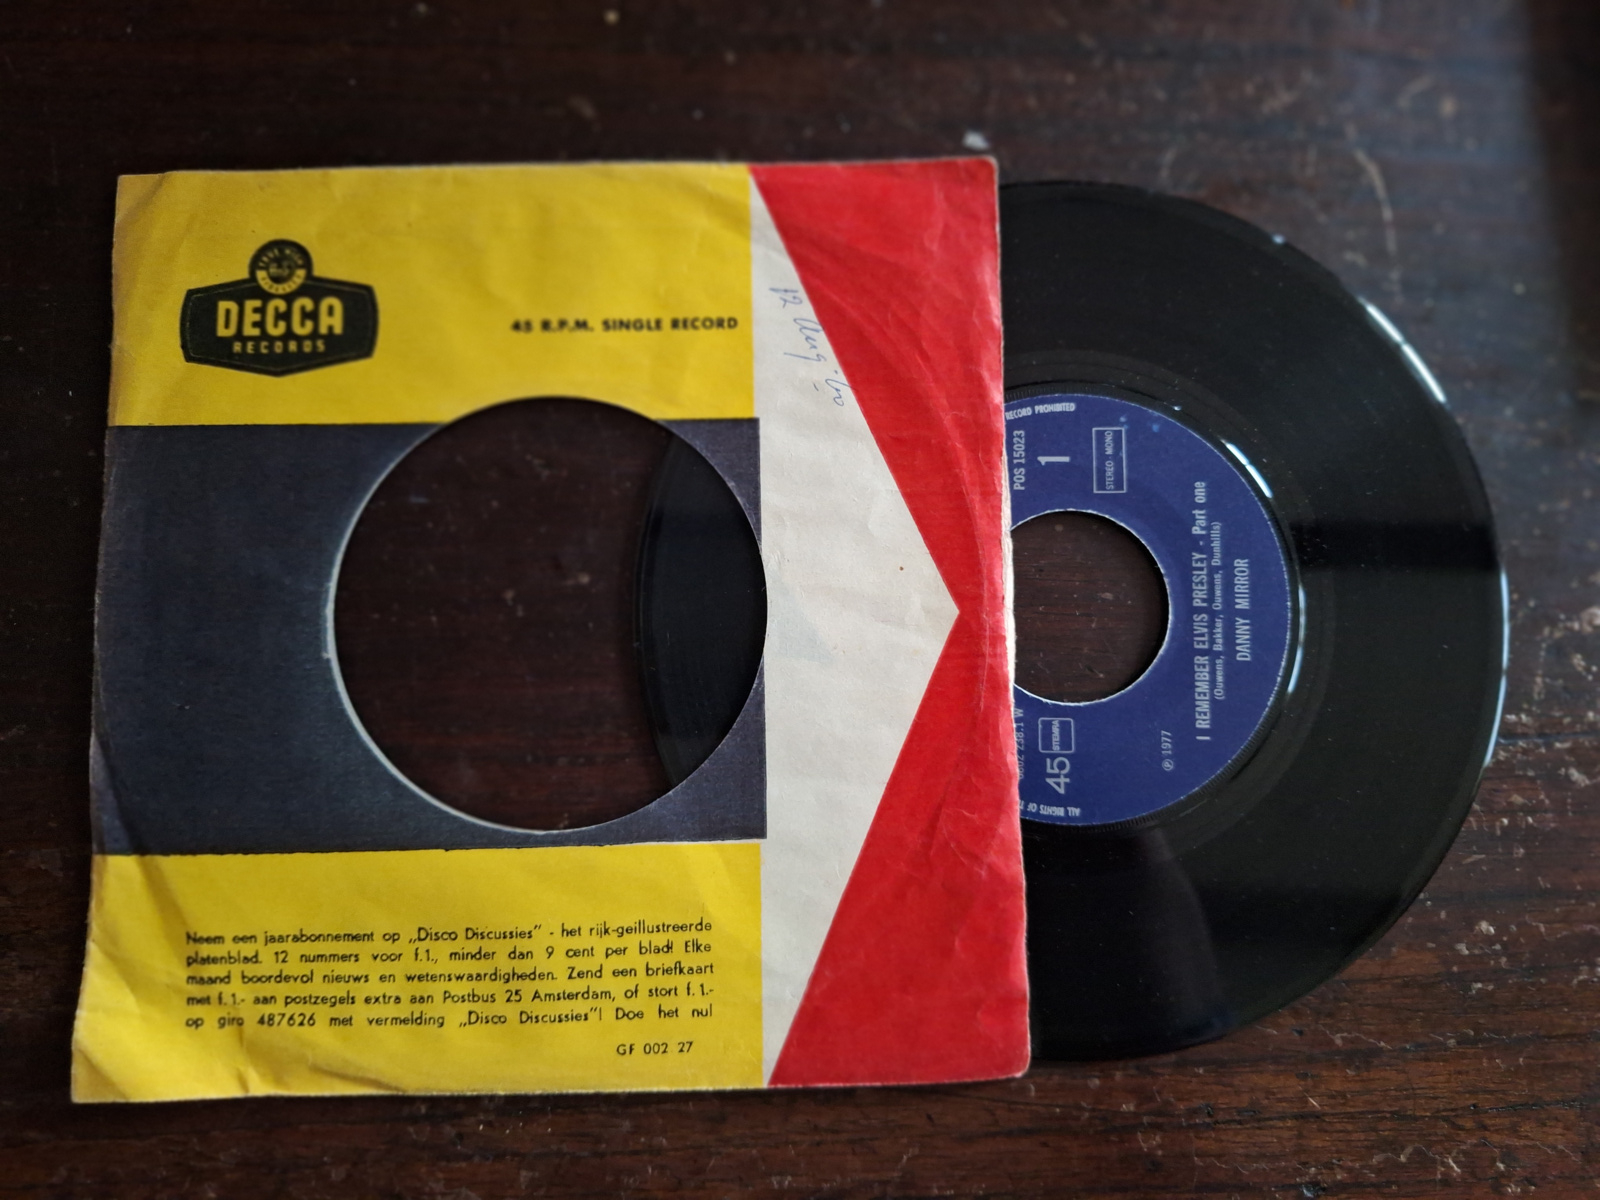 DECCA
RECORDS
45 R.P.M. SINGLE RECORD
Neem een jaarabonnement op „Disco Discussies” - het rijk-geillustreerde
platenblad. 12 nummers voor f.1., minder dan 9 cent per blad! Elke
maand boordevol nieuws en wetenswaardigheden. Zend een briefkaart
met f.1.- aan postzegels extra aan Postbus 25 Amsterdam, of stort f.1.-
op giro 487626 met vermelding „Disco Discussies”! Doe het nu!
GF 002 27
RECORD PROHIBITED
POS 15023
1
STEREO - MONO
I REMEMBER ELVIS PRESLEY - Part one
(Ouwens, Bakker, Ouwens, Dunhills)
DANNY MIRROR
45
STEMRA
℗ 1977
ALL RIGHTS OF